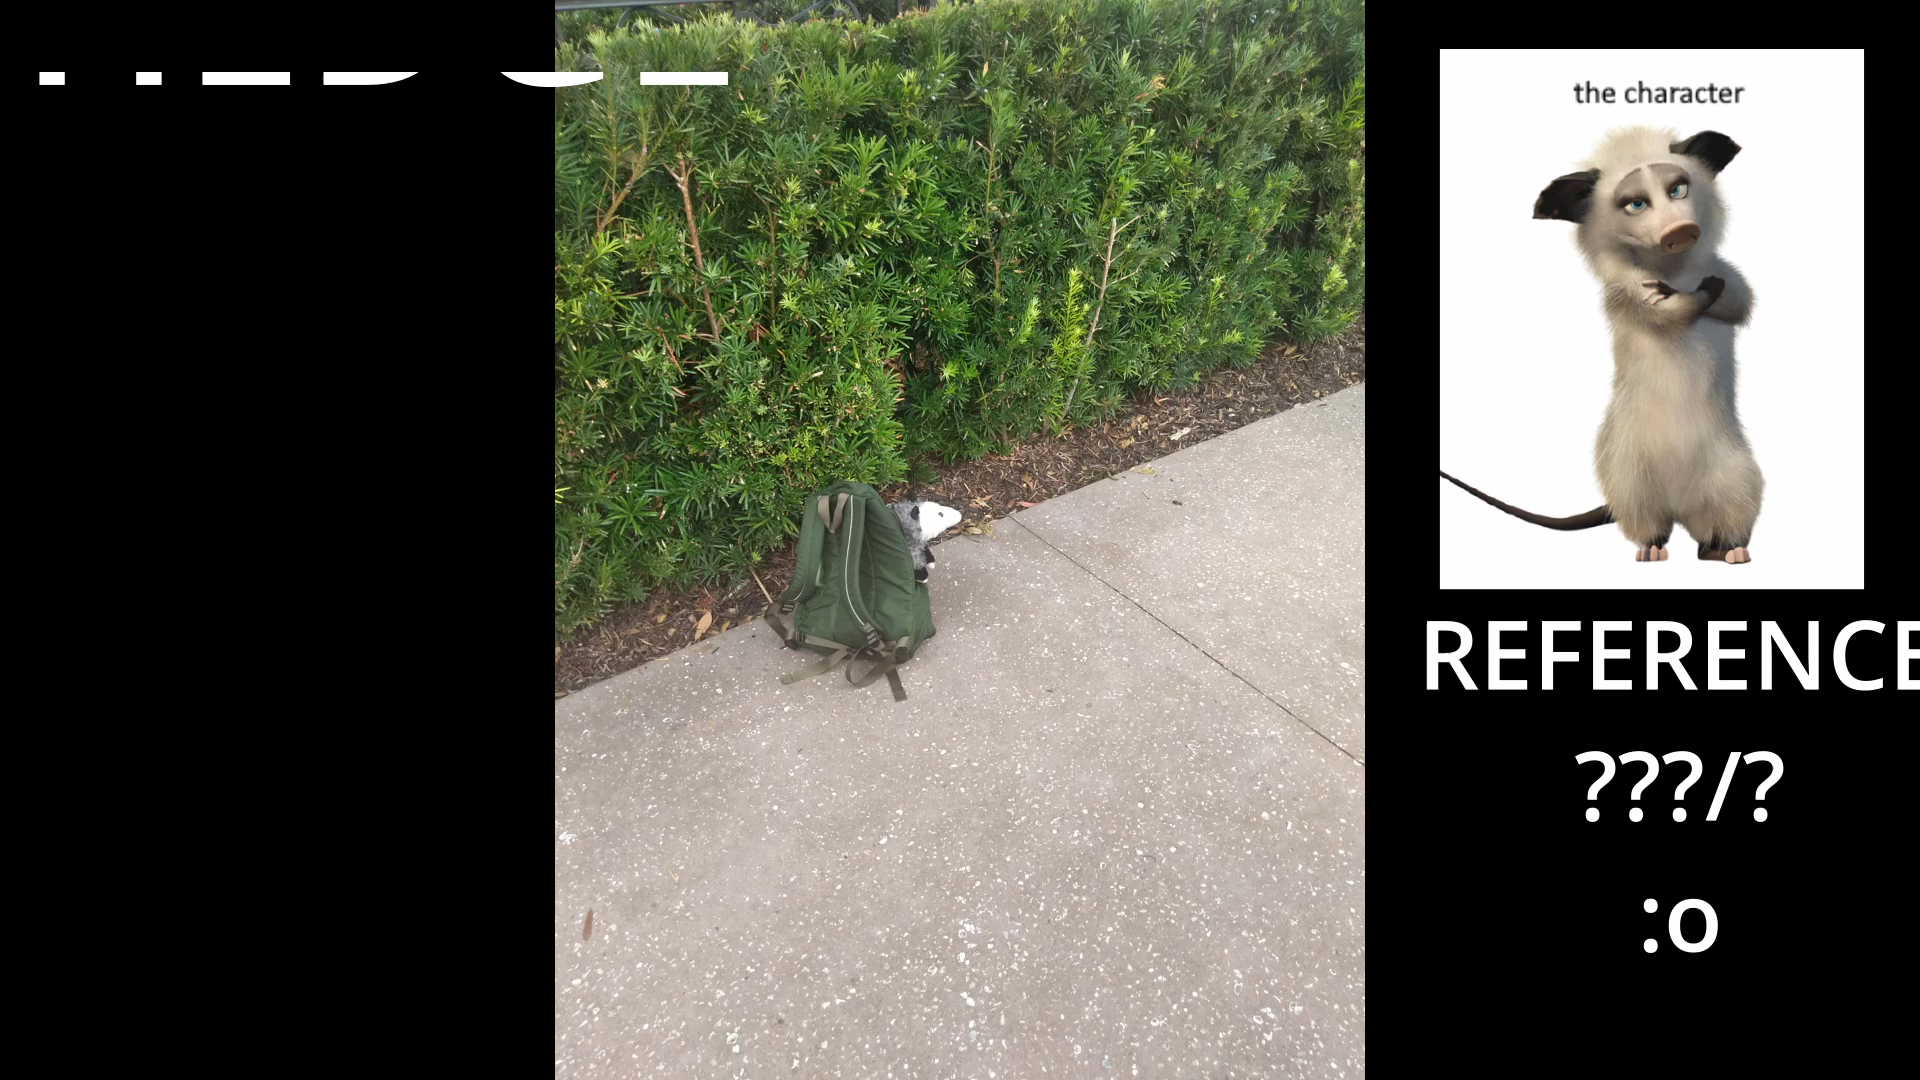 the character
REFERENCE
???/?
:o